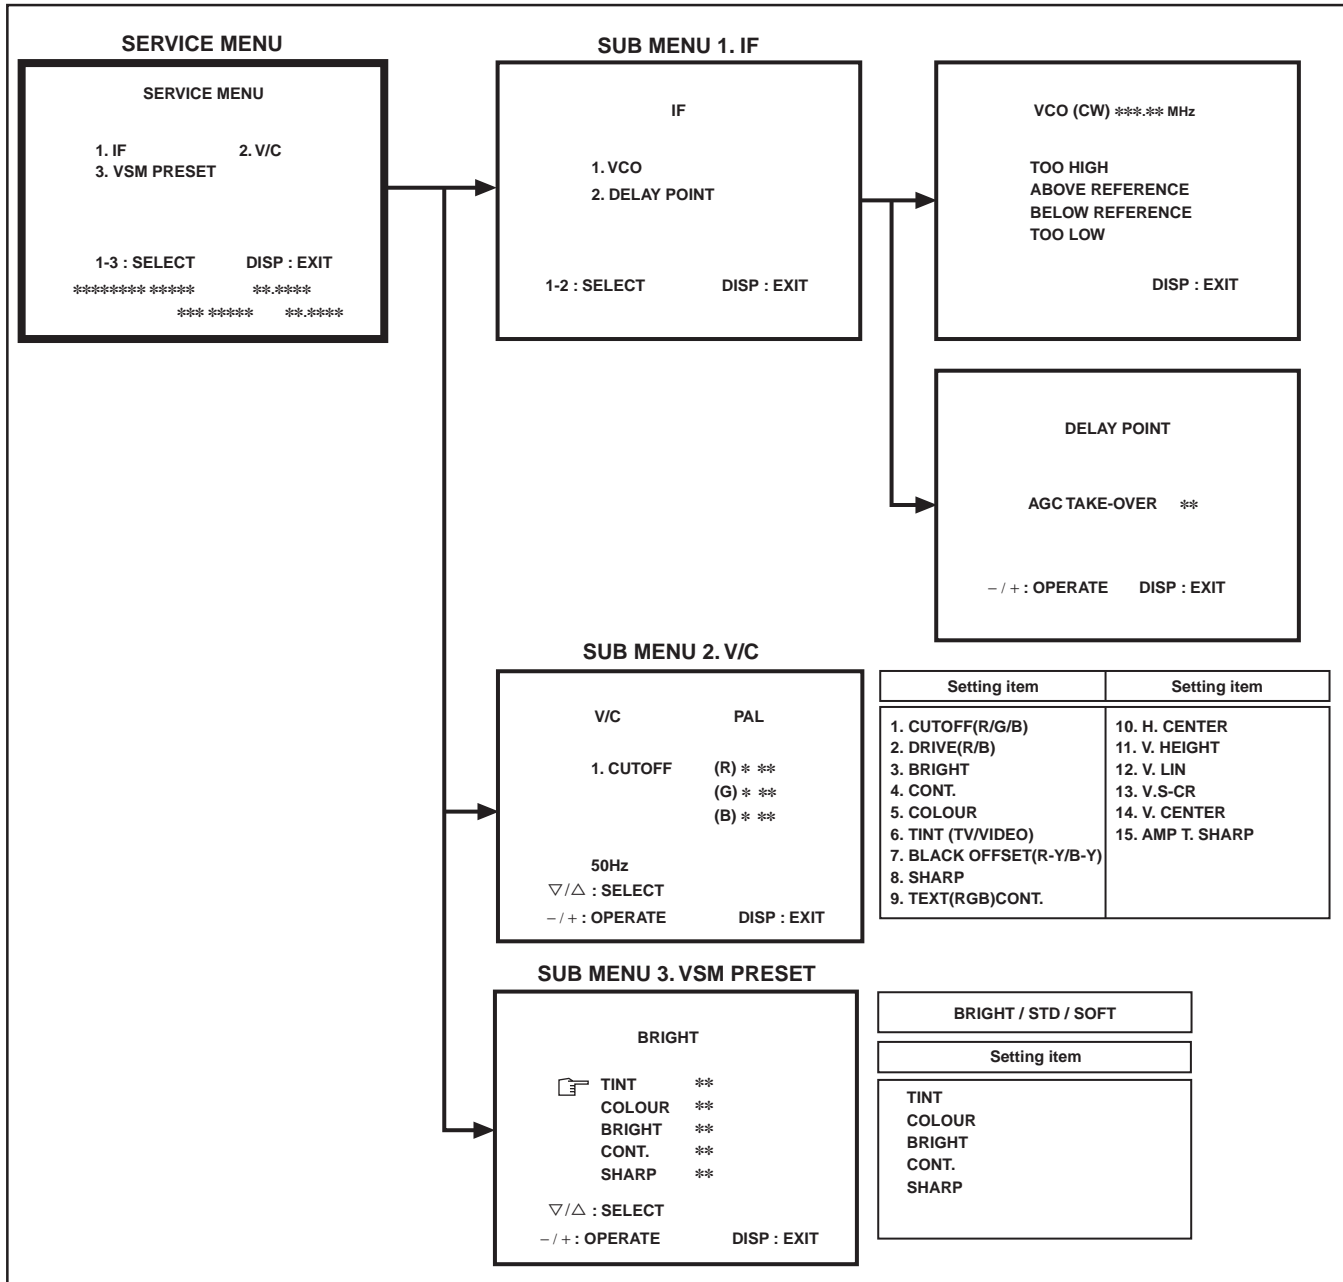 SERVICE MENU
SERVICE MENU
1. IF 2. V/C
3. VSM PRESET
1-3 : SELECT DISP : EXIT
******** ***** **.****
*** ***** **.****
SUB MENU 1. IF
IF
1. VCO
2. DELAY POINT
1-2 : SELECT DISP : EXIT
VCO (CW) ***.** MHz
TOO HIGH
ABOVE REFERENCE
BELOW REFERENCE
TOO LOW
DISP : EXIT
DELAY POINT
AGC TAKE-OVER **
– / + : OPERATE DISP : EXIT
SUB MENU 2. V/C
V/C PAL
1. CUTOFF (R) * **
(G) * **
(B) * **
50Hz
▽/△ : SELECT
– / + : OPERATE DISP : EXIT
Setting item Setting item
1. CUTOFF(R/G/B) 10. H. CENTER
2. DRIVE(R/B) 11. V. HEIGHT
3. BRIGHT 12. V. LIN
4. CONT. 13. V.S-CR
5. COLOUR 14. V. CENTER
6. TINT (TV/VIDEO) 15. AMP T. SHARP
7. BLACK OFFSET(R-Y/B-Y)
8. SHARP
9. TEXT(RGB)CONT.
SUB MENU 3. VSM PRESET
BRIGHT
TINT **
COLOUR **
BRIGHT **
CONT. **
SHARP **
▽/△ : SELECT
– / + : OPERATE DISP : EXIT
BRIGHT / STD / SOFT
Setting item
TINT
COLOUR
BRIGHT
CONT.
SHARP